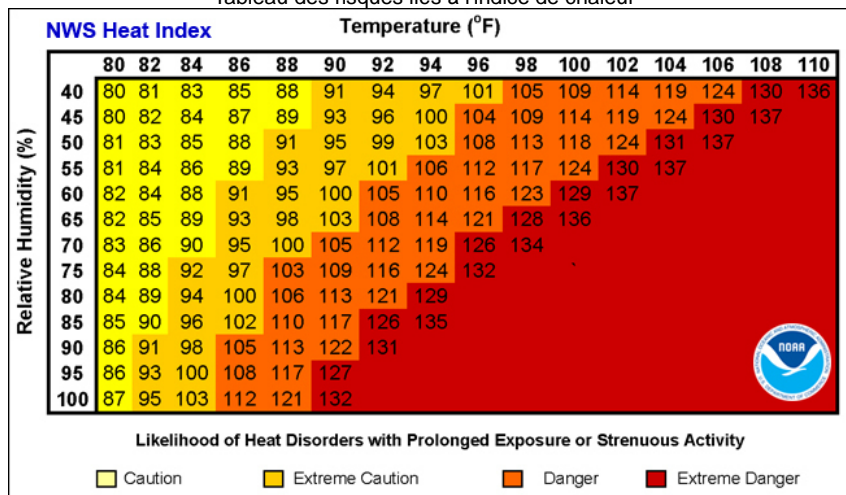 Tableau des risques liés à l'indice de chaleur
NWS Heat Index Temperature (°F)
80 82 84 86 88 90 92 94 96 98 100 102 104 106 108 110
40 80 81 83 85 88 91 94 97 101 105 109 114 119 124 130 136
45 80 82 84 87 89 93 96 100 104 109 114 119 124 130 137
50 81 83 85 88 91 95 99 103 108 113 118 124 131 137
55 81 84 86 89 93 97 101 106 112 117 124 130 137
60 82 84 88 91 95 100 105 110 116 123 129 137
65 82 85 89 93 98 103 108 114 121 128 136
70 83 86 90 95 100 105 112 119 126 134
75 84 88 92 97 103 109 116 124 132
80 84 89 94 100 106 113 121 129
85 85 90 96 102 110 117 126 135
90 86 91 98 105 113 122 131
95 86 93 100 108 117 127
100 87 95 103 112 121 132
Relative Humidity (%)
NOAA
Likelihood of Heat Disorders with Prolonged Exposure or Strenuous Activity
Caution Extreme Caution Danger Extreme Danger